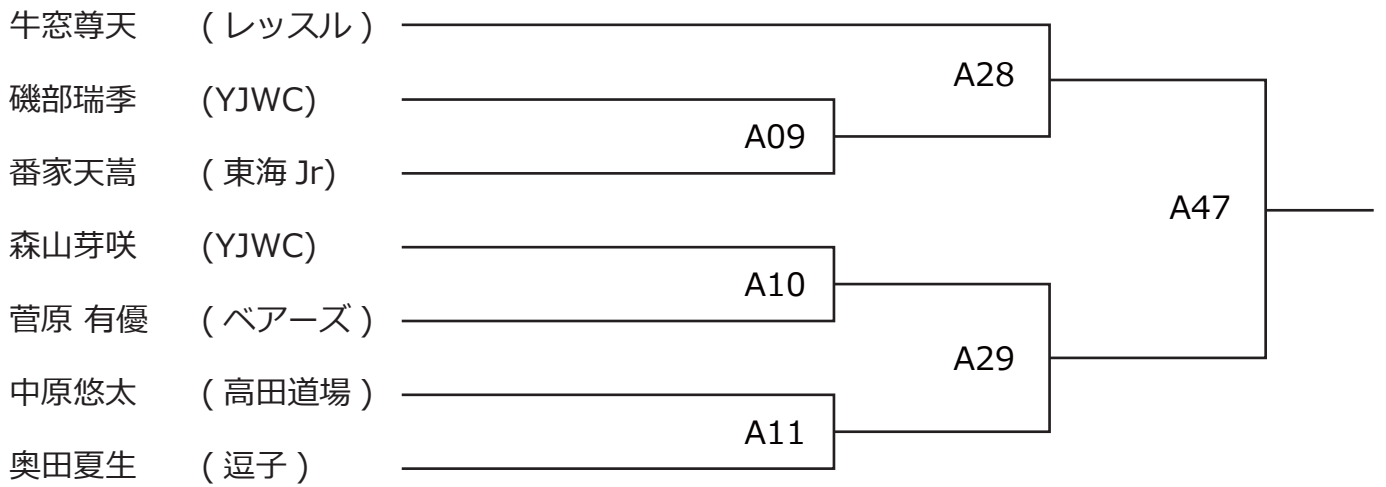 牛窓尊天 ( レッスル )
A28
磯部瑞季 (YJWC)
A09
番家天嵩 ( 東海 Jr)
A47
森山芽咲 (YJWC)
A10
菅原 有優 ( ベアーズ )
A29
中原悠太 ( 高田道場 )
A11
奥田夏生 ( 逗子 )